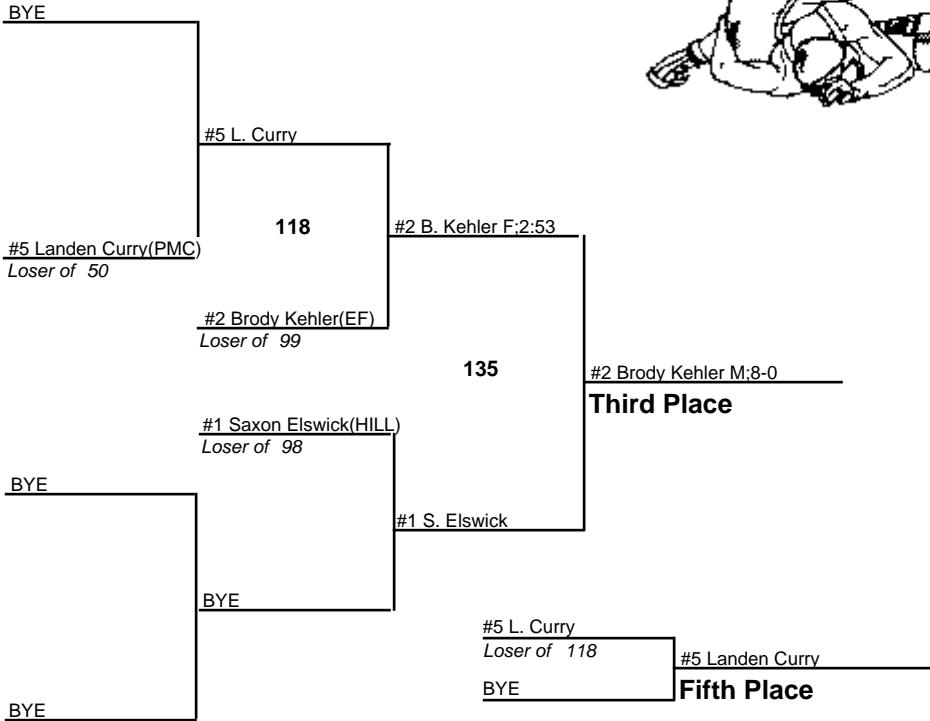 BYE
#5 L. Curry
118
#2 B. Kehler F;2:53
#5 Landen Curry(PMC)
Loser of 50
#2 Brody Kehler(EF)
Loser of 99
135
#2 Brody Kehler M;8-0
Third Place
#1 Saxon Elswick(HILL)
Loser of 98
BYE
#1 S. Elswick
BYE
#5 L. Curry
Loser of 118
#5 Landen Curry
BYE
Fifth Place
BYE